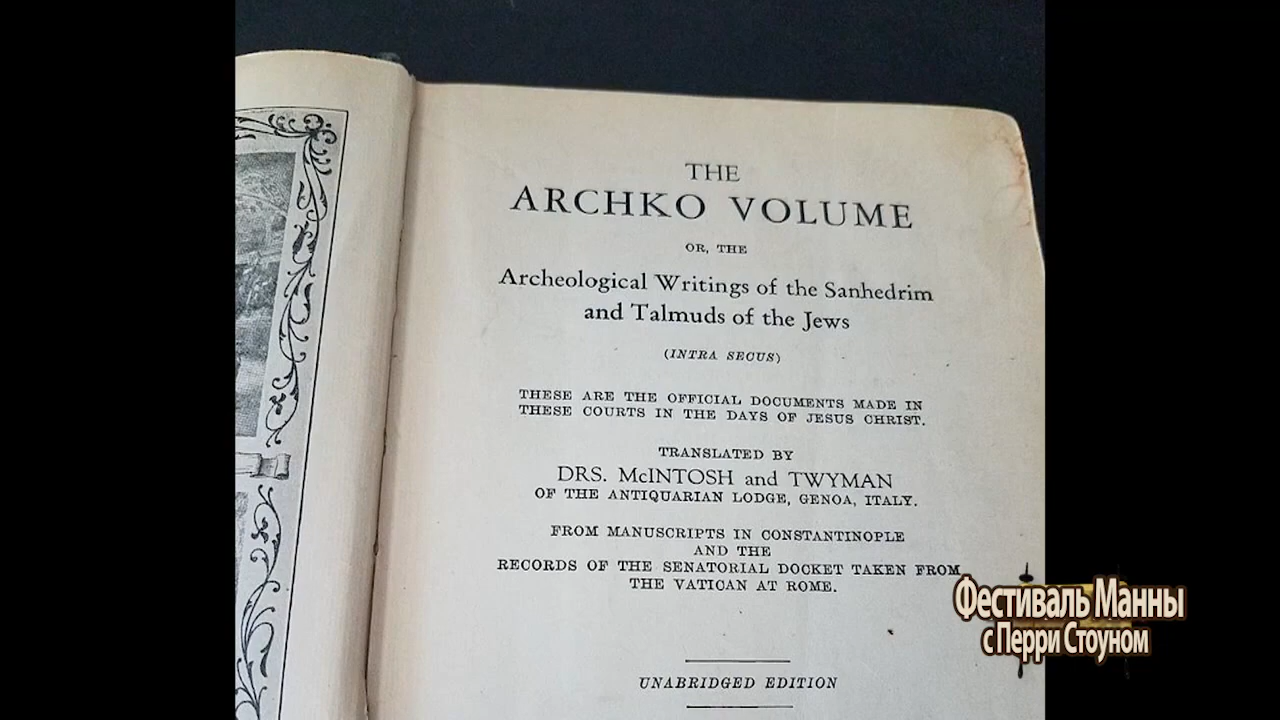 THE
ARCHKO VOLUME
OR, THE
Archeological Writings of the Sanhedrim
and Talmuds of the Jews
(INTRA SECUS)
THESE ARE THE OFFICIAL DOCUMENTS MADE IN
THESE COURTS IN THE DAYS OF JESUS CHRIST.
TRANSLATED BY
DRS. McINTOSH and TWYMAN
OF THE ANTIQUARIAN LODGE, GENOA, ITALY.
FROM MANUSCRIPTS IN CONSTANTINOPLE
AND THE
RECORDS OF THE SENATORIAL DOCKET TAKEN FROM
THE VATICAN AT ROME.
UNABRIDGED EDITION
Фестиваль Манны
с Перри Стоуном